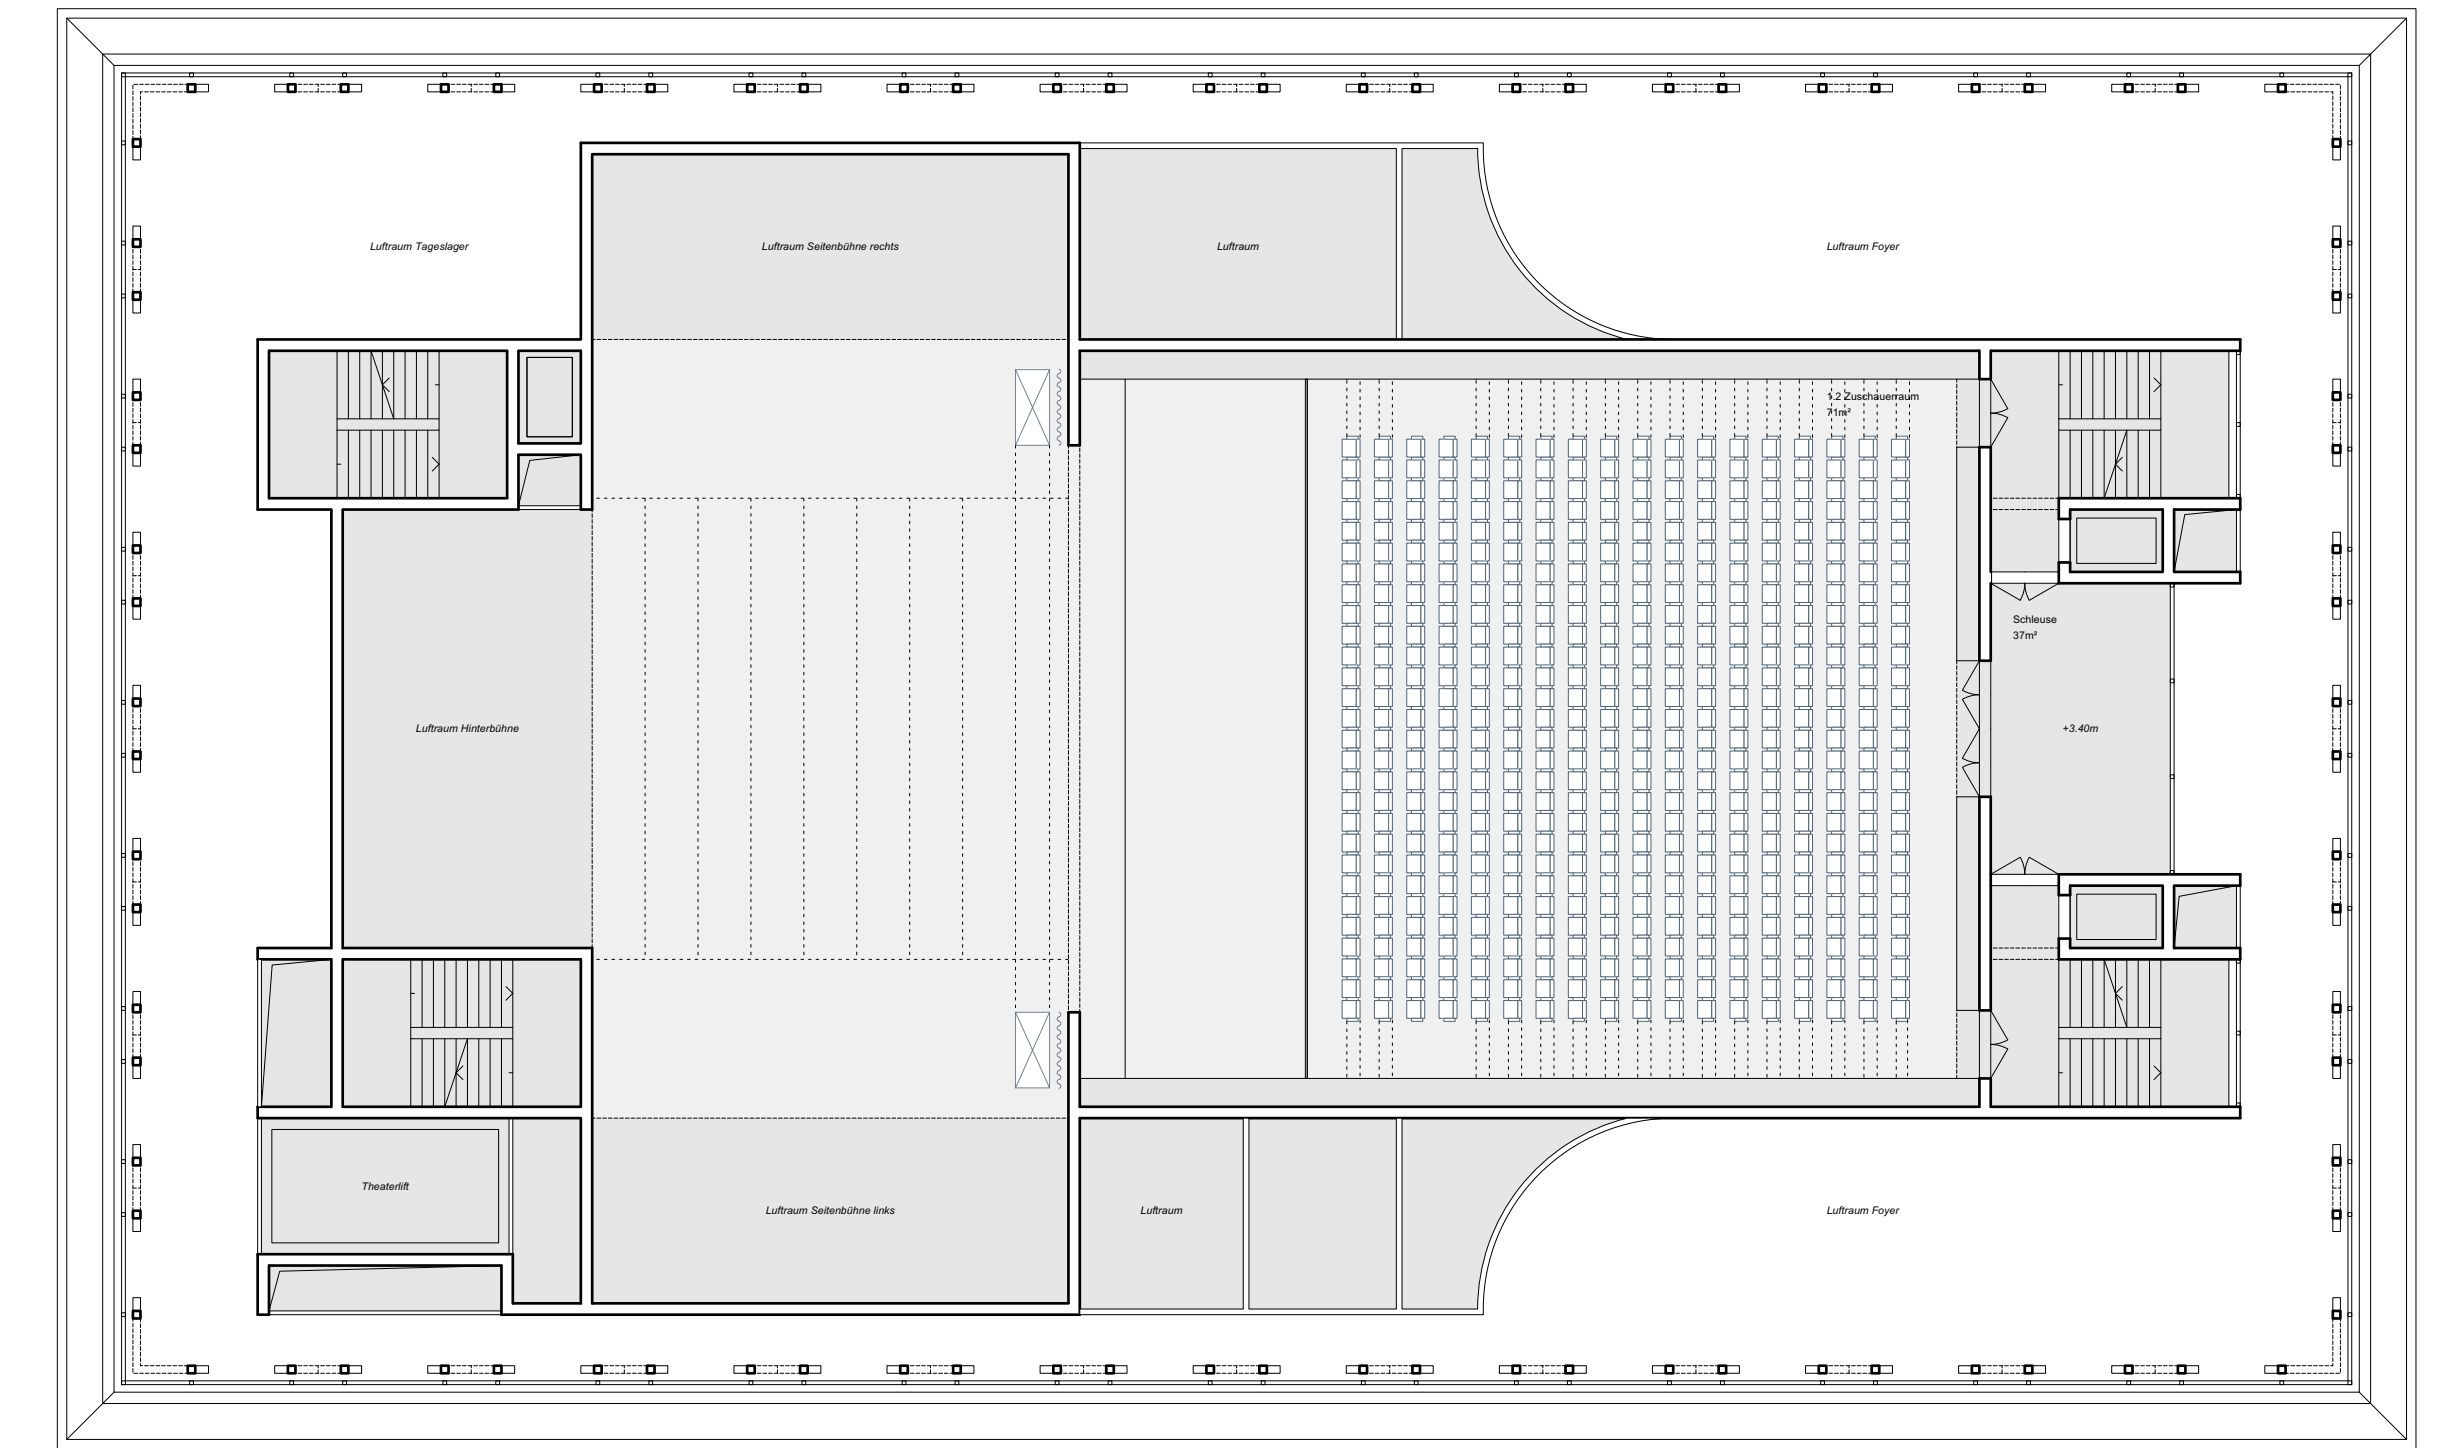 Luftraum Tageslager
Luftraum Seitenbühne rechts
Luftraum
Luftraum Foyer
1.2 Zuschauerraum
71m²
Schleuse
37m²
Luftraum Hinterbühne
+3.40m
Theaterlift
Luftraum Seitenbühne links
Luftraum
Luftraum Foyer